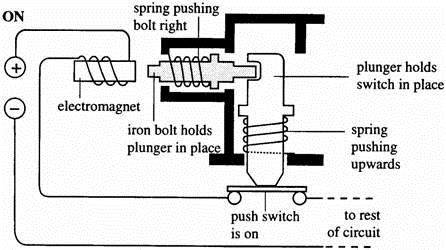 ON
spring pushing
bolt right
+
−
electromagnet
iron bolt holds
plunger in place
plunger holds
switch in place
spring
pushing
upwards
push switch
is on
to rest
of circuit